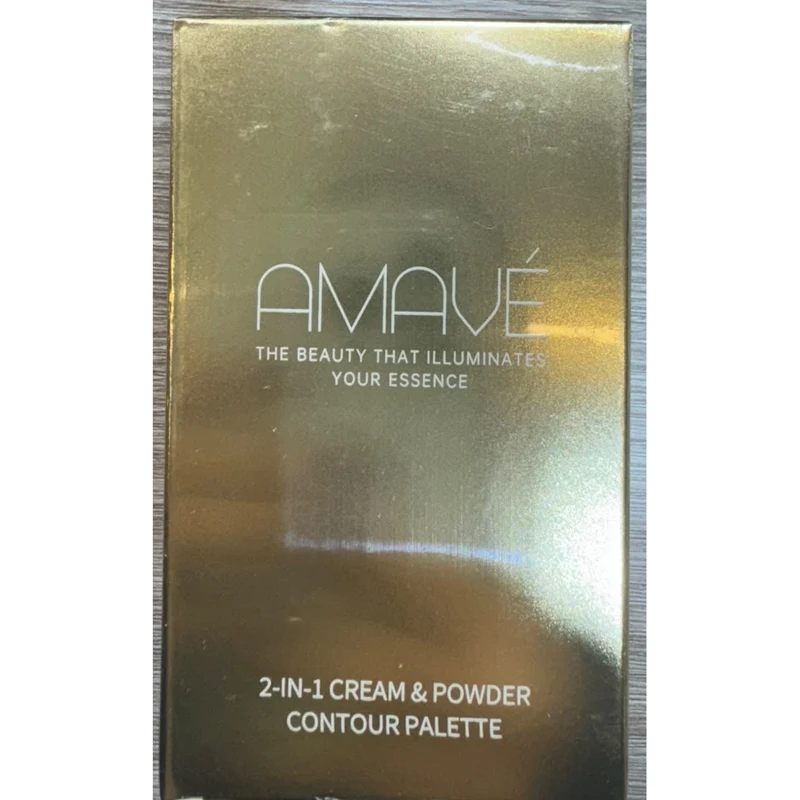 AMAVÉ
THE BEAUTY THAT ILLUMINATES
YOUR ESSENCE
2-IN-1 CREAM & POWDER
CONTOUR PALETTE